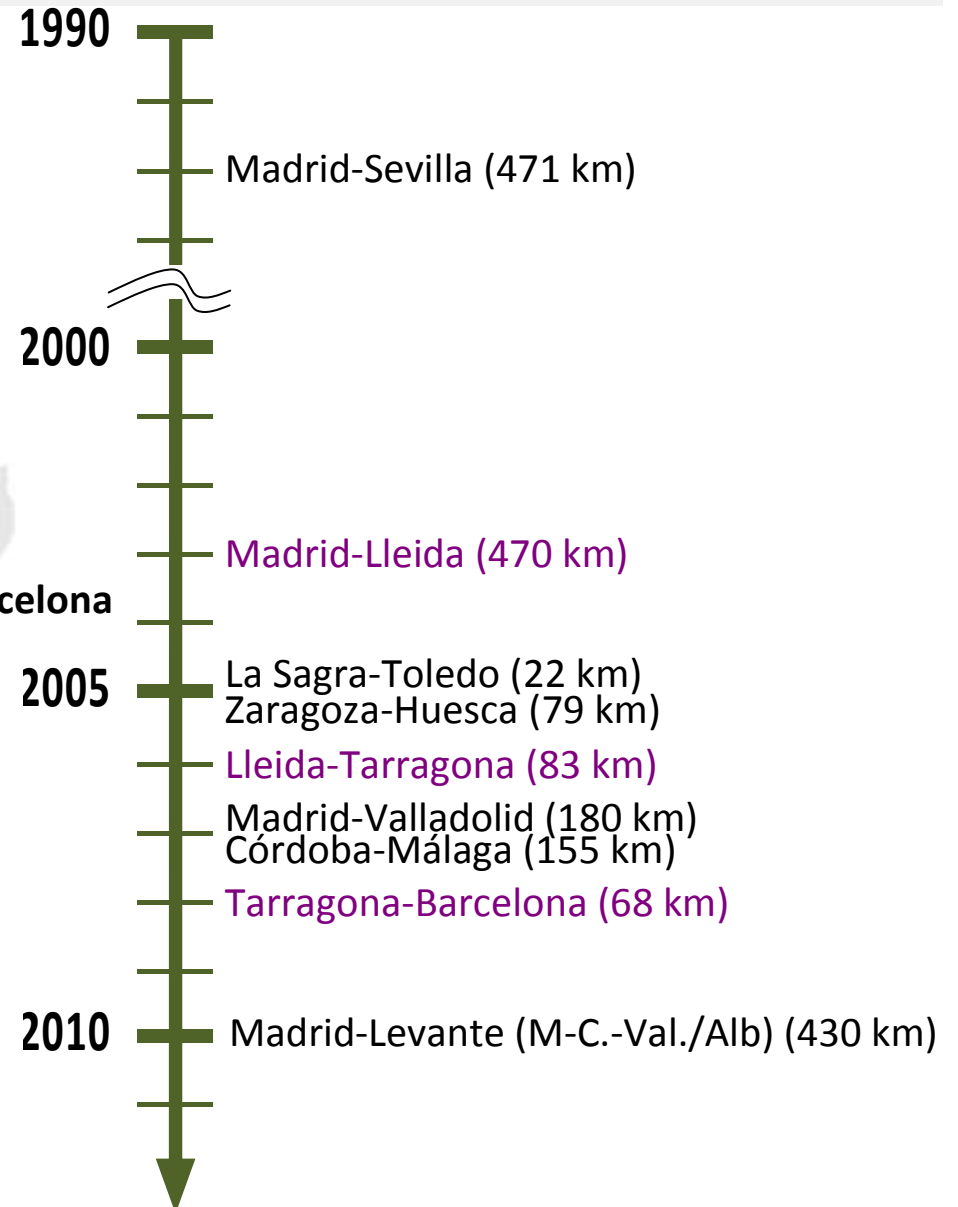 1990
Madrid-Sevilla (471 km)
2000
Madrid-Lleida (470 km)
celona
2005
La Sagra-Toledo (22 km)
Zaragoza-Huesca (79 km)
Lleida-Tarragona (83 km)
Madrid-Valladolid (180 km)
Córdoba-Málaga (155 km)
Tarragona-Barcelona (68 km)
2010
Madrid-Levante (M-C.-Val./Alb) (430 km)